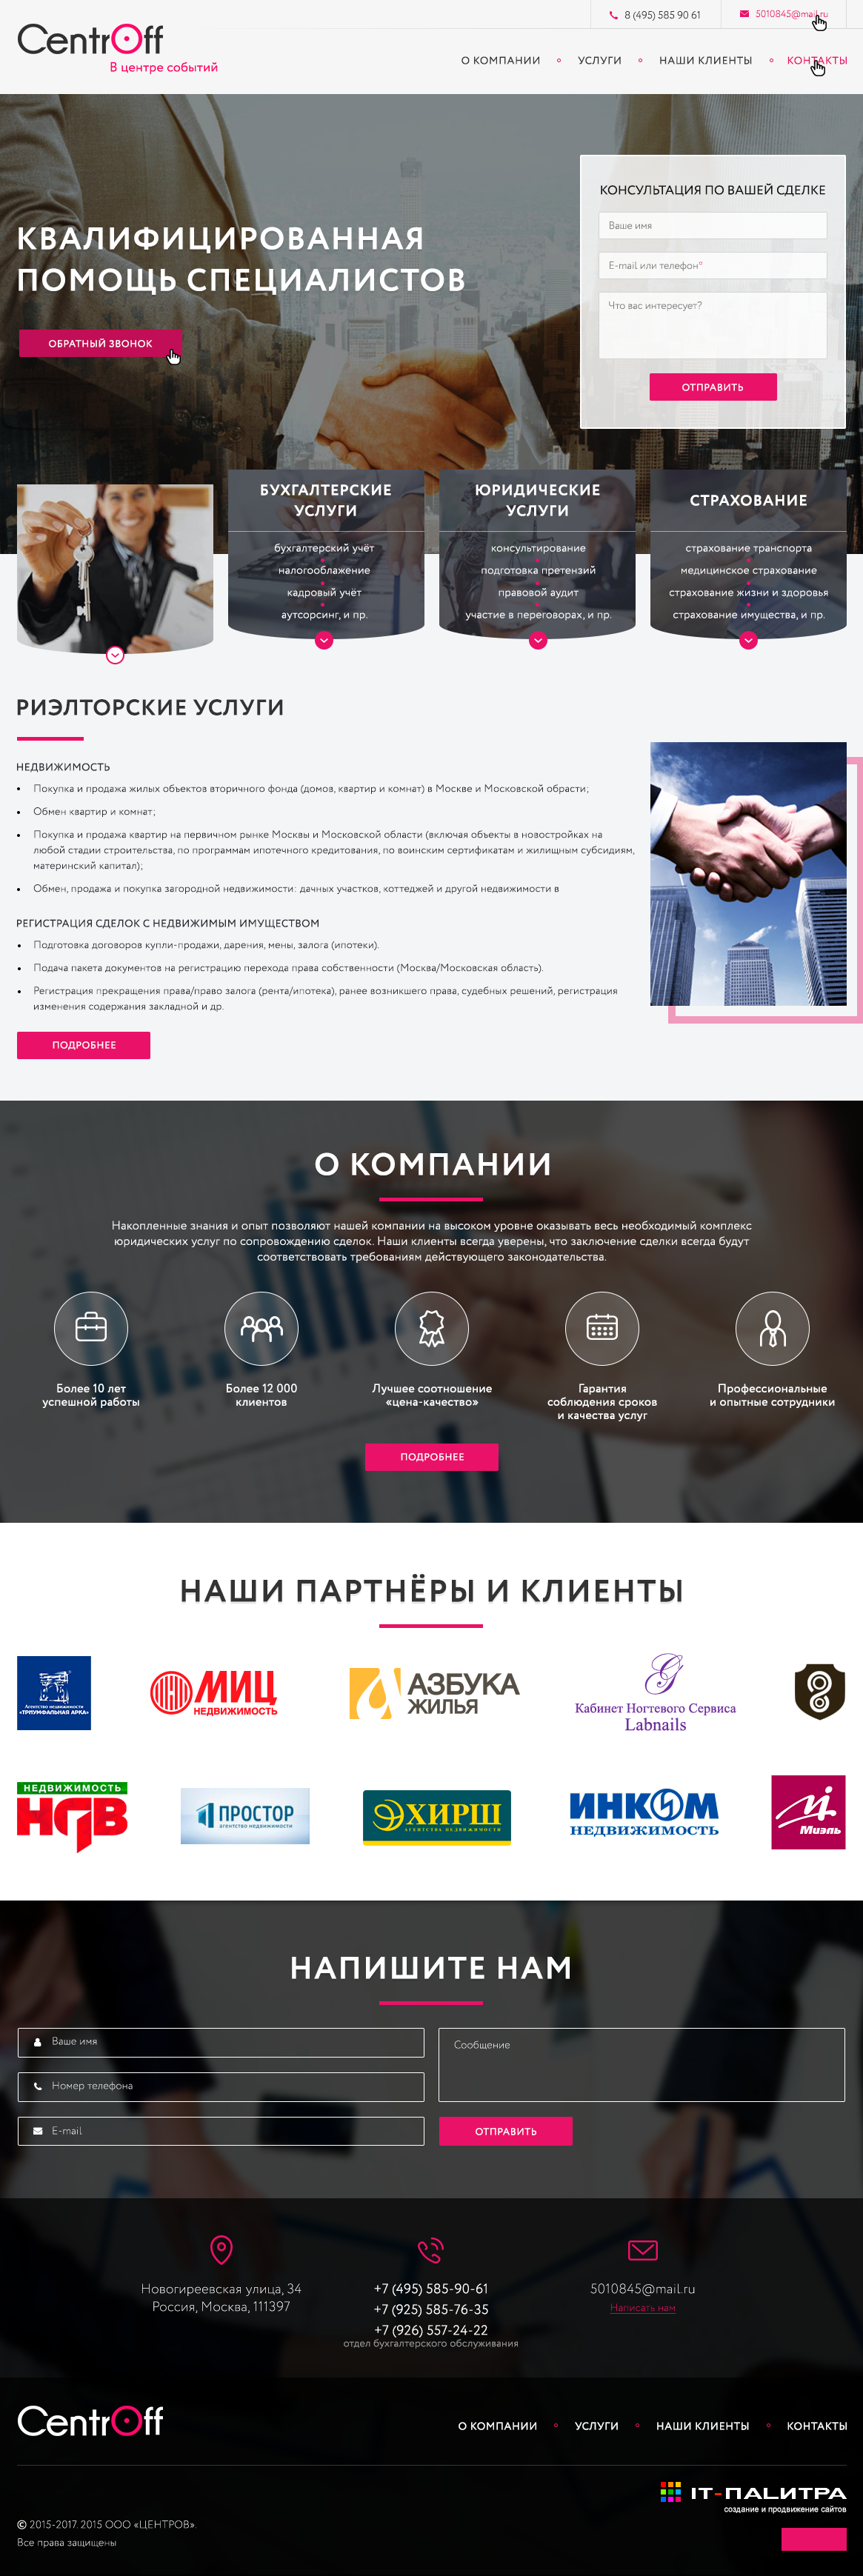 CentrOff
В центре событий
8 (495) 585 90 61
5010845@mail.ru
О КОМПАНИИ
УСЛУГИ
НАШИ КЛИЕНТЫ
КОНТАКТЫ
КВАЛИФИЦИРОВАННАЯ
ПОМОЩЬ СПЕЦИАЛИСТОВ
ОБРАТНЫЙ ЗВОНОК
КОНСУЛЬТАЦИЯ ПО ВАШЕЙ СДЕЛКЕ
Ваше имя
E-mail или телефон*
Что вас интересует?
ОТПРАВИТЬ
БУХГАЛТЕРСКИЕ
УСЛУГИ
бухгалтерский учёт
налогообложение
кадровый учёт
аутсорсинг, и пр.
ЮРИДИЧЕСКИЕ
УСЛУГИ
консультирование
подготовка претензий
правовой аудит
участие в переговорах, и пр.
СТРАХОВАНИЕ
страхование транспорта
медицинское страхование
страхование жизни и здоровья
страхование имущества, и пр.
РИЭЛТОРСКИЕ УСЛУГИ
НЕДВИЖИМОСТЬ
• Покупка и продажа жилых объектов вторичного фонда (домов, квартир и комнат) в Москве и Московской обрасти;
• Обмен квартир и комнат;
• Покупка и продажа квартир на первичном рынке Москвы и Московской области (включая объекты в новостройках на
любой стадии строительства, по программам ипотечного кредитования, по воинским сертификатам и жилищным субсидиям,
материнский капитал);
• Обмен, продажа и покупка загородной недвижимости: дачных участков, коттеджей и другой недвижимости в
РЕГИСТРАЦИЯ СДЕЛОК С НЕДВИЖИМЫМ ИМУЩЕСТВОМ
• Подготовка договоров купли-продажи, дарения, мены, залога (ипотеки).
• Подача пакета документов на регистрацию перехода права собственности (Москва/Московская область).
• Регистрация прекращения права/право залога (рента/ипотека), ранее возникшего права, судебных решений, регистрация
изменения содержания закладной и др.
ПОДРОБНЕЕ
О КОМПАНИИ
Накопленные знания и опыт позволяют нашей компании на высоком уровне оказывать весь необходимый комплекс
юридических услуг по сопровождению сделок. Наши клиенты всегда уверены, что заключение сделки всегда будут
соответствовать требованиям действующего законодательства.
Более 10 лет
успешной работы
Более 12 000
клиентов
Лучшее соотношение
«цена-качество»
Гарантия
соблюдения сроков
и качества услуг
Профессиональные
и опытные сотрудники
ПОДРОБНЕЕ
НАШИ ПАРТНЁРЫ И КЛИЕНТЫ
Агентство недвижимости
«ТРИУМФАЛЬНАЯ АРКА»
МИЦ
НЕДВИЖИМОСТЬ
АЗБУКА
ЖИЛЬЯ
Кабинет Ногтевого Сервиса
Labnails
НЕДВИЖИМОСТЬ
НДВ
ПРОСТОР
агентство недвижимости
ХИРШ
АГЕНТСТВО НЕДВИЖИМОСТИ
ИНКОМ
НЕДВИЖИМОСТЬ
Миэль
НАПИШИТЕ НАМ
Ваше имя
Номер телефона
E-mail
Сообщение
ОТПРАВИТЬ
Новогиреевская улица, 34
Россия, Москва, 111397
+7 (495) 585-90-61
+7 (925) 585-76-35
+7 (926) 557-24-22
отдел бухгалтерского обслуживания
5010845@mail.ru
Написать нам
CentrOff
О КОМПАНИИ
УСЛУГИ
НАШИ КЛИЕНТЫ
КОНТАКТЫ
IT-ПАLИТРА
создание и продвижение сайтов
© 2015-2017. 2015 ООО «ЦЕНТРОВ».
Все права защищены